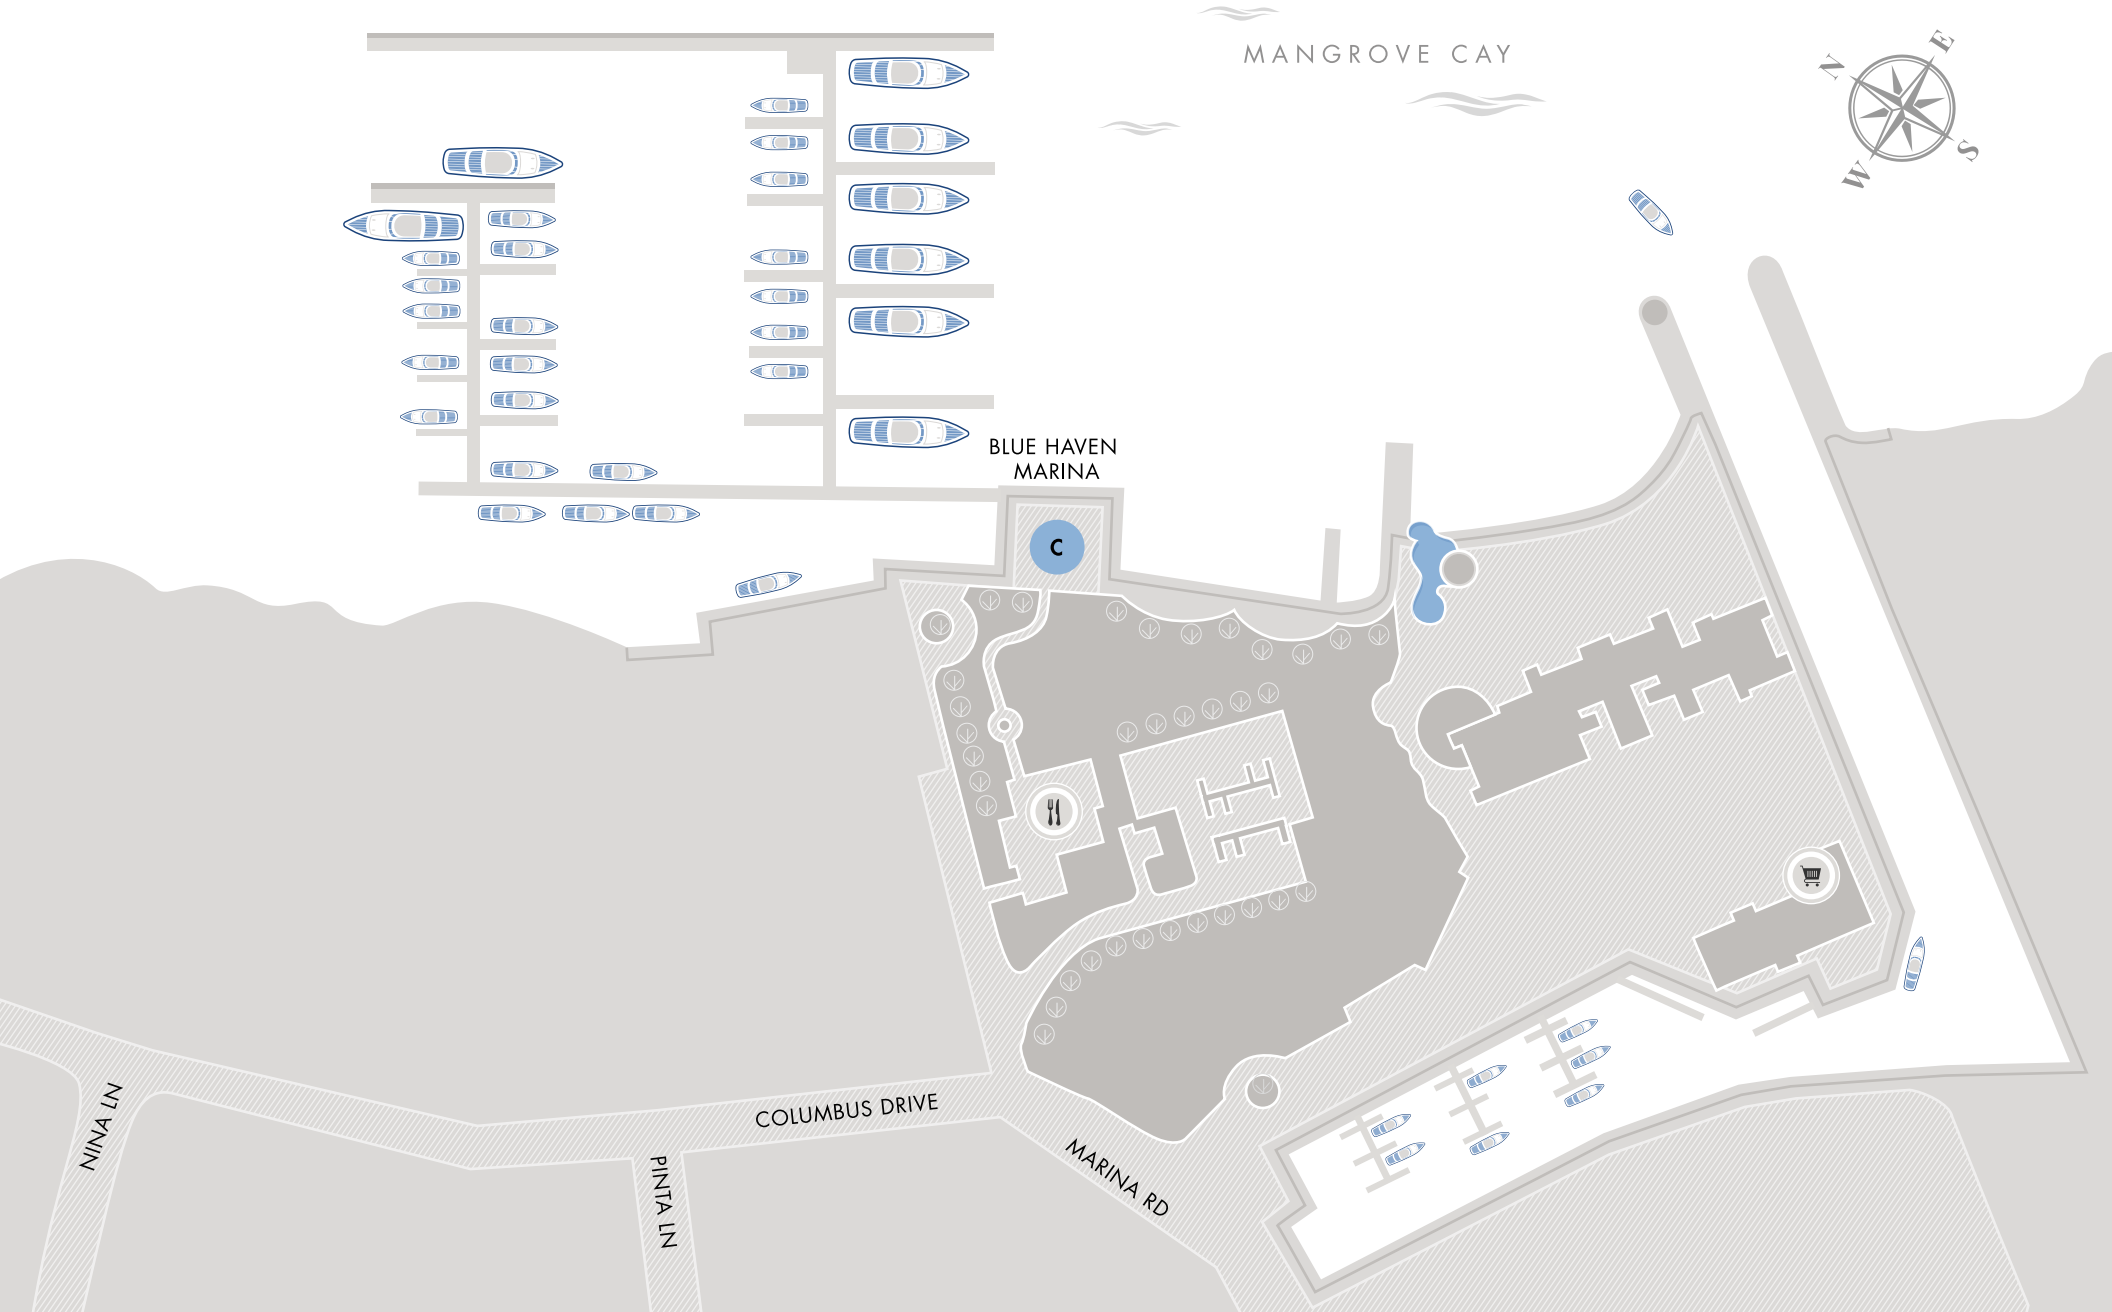 MANGROVE CAY
N
E
S
W
BLUE HAVEN
MARINA
C
NINA LN
COLUMBUS DRIVE
PINTA LN
MARINA RD